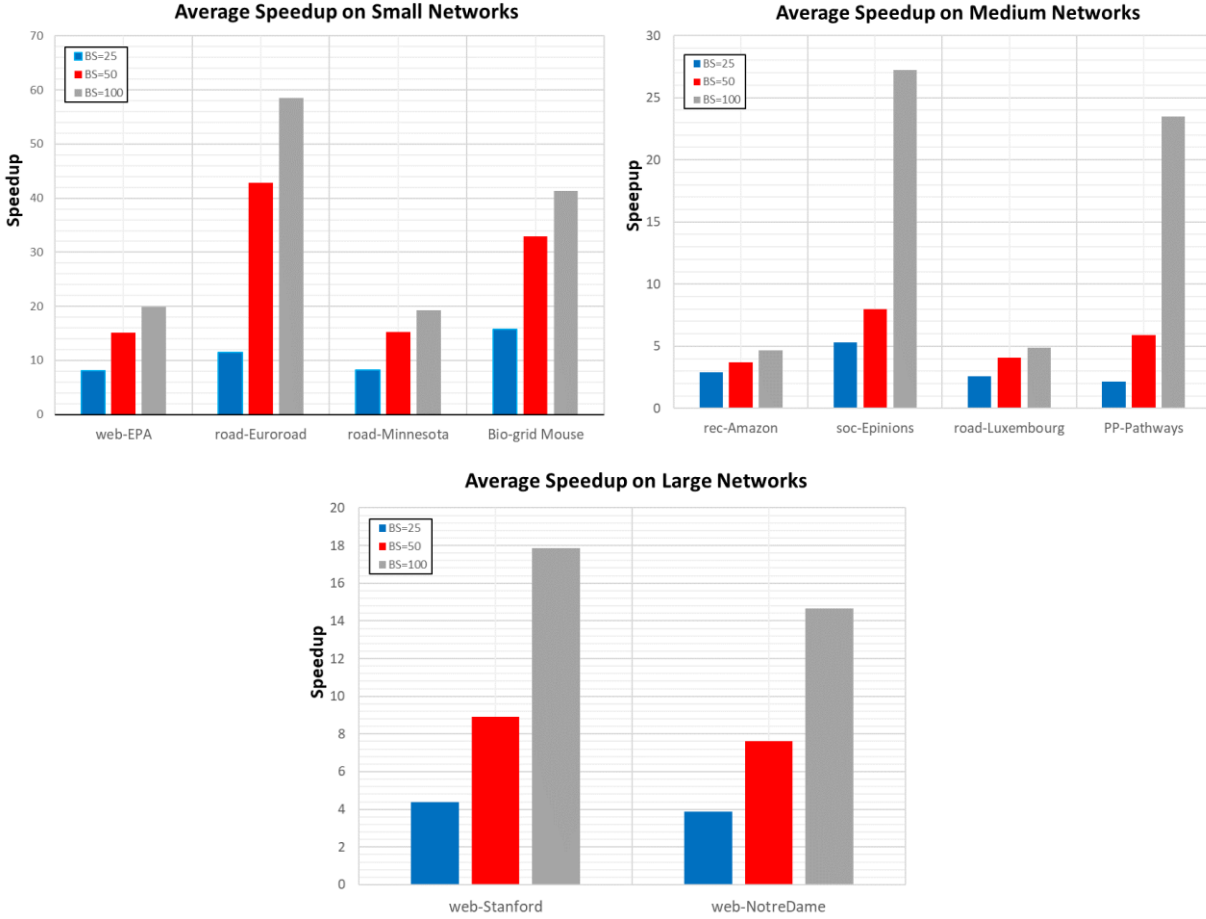 Average Speedup on Small Networks
70
60
50
40
30
20
10
0
Speedup
BS=25
BS=50
BS=100
web-EPA road-Euroroad road-Minnesota Bio-grid Mouse
Average Speedup on Medium Networks
30
25
20
15
10
5
0
Speepup
BS=25
BS=50
BS=100
rec-Amazon soc-Epinions road-Luxembourg PP-Pathways
Average Speedup on Large Networks
20
18
16
14
12
10
8
6
4
2
0
Speedup
BS=25
BS=50
BS=100
web-Stanford web-NotreDame